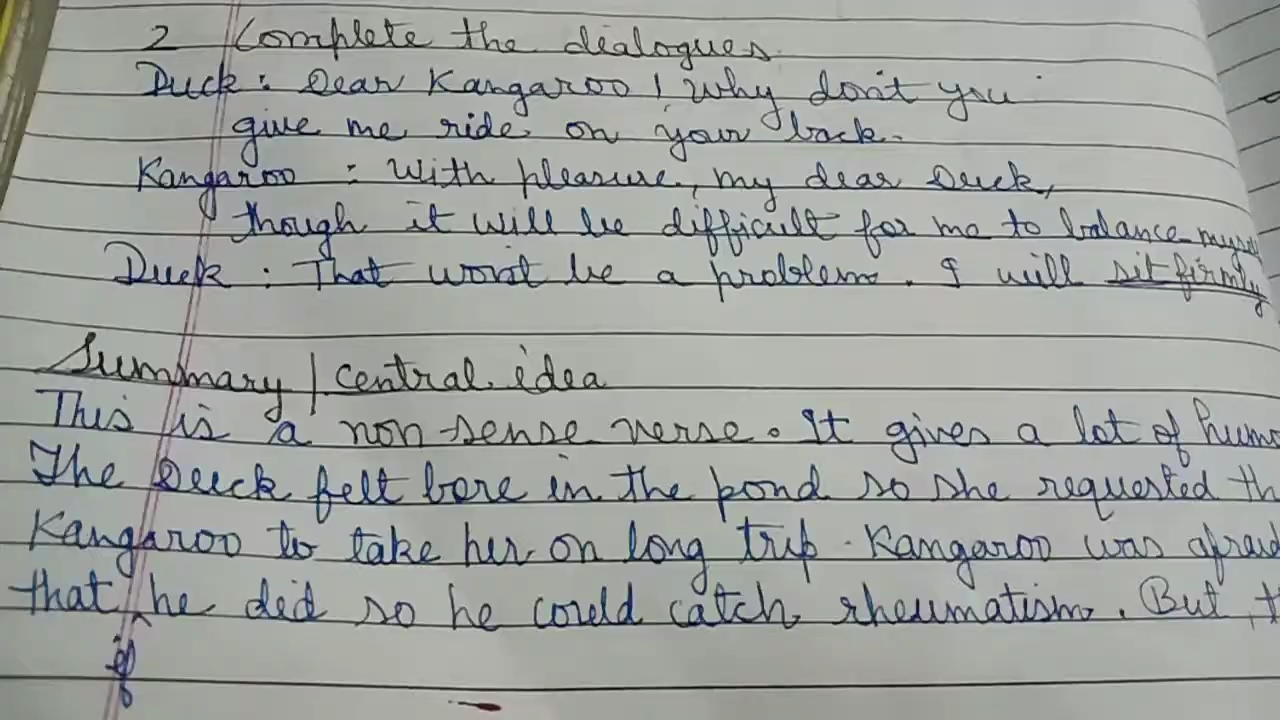 2 Complete the dialogues.
Duck : Dear Kangaroo ! Why don't you
give me ride on your back.
Kangaroo : With pleasure, my dear Duck,
though it will be difficult for me to balance myself
Duck : That won't be a problem. I will sit firmly
Summary / Central idea
This is a non-sense verse. It gives a lot of
The Duck felt bore in the pond so she requested
Kangaroo to take her on long trip. Kangaroo was afraid
that he did so he could catch rheumatism. But
if